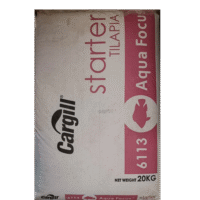 Cargill®
starter
TILAPIA
6113 Aqua Focu
NET WEIGHT 20KG